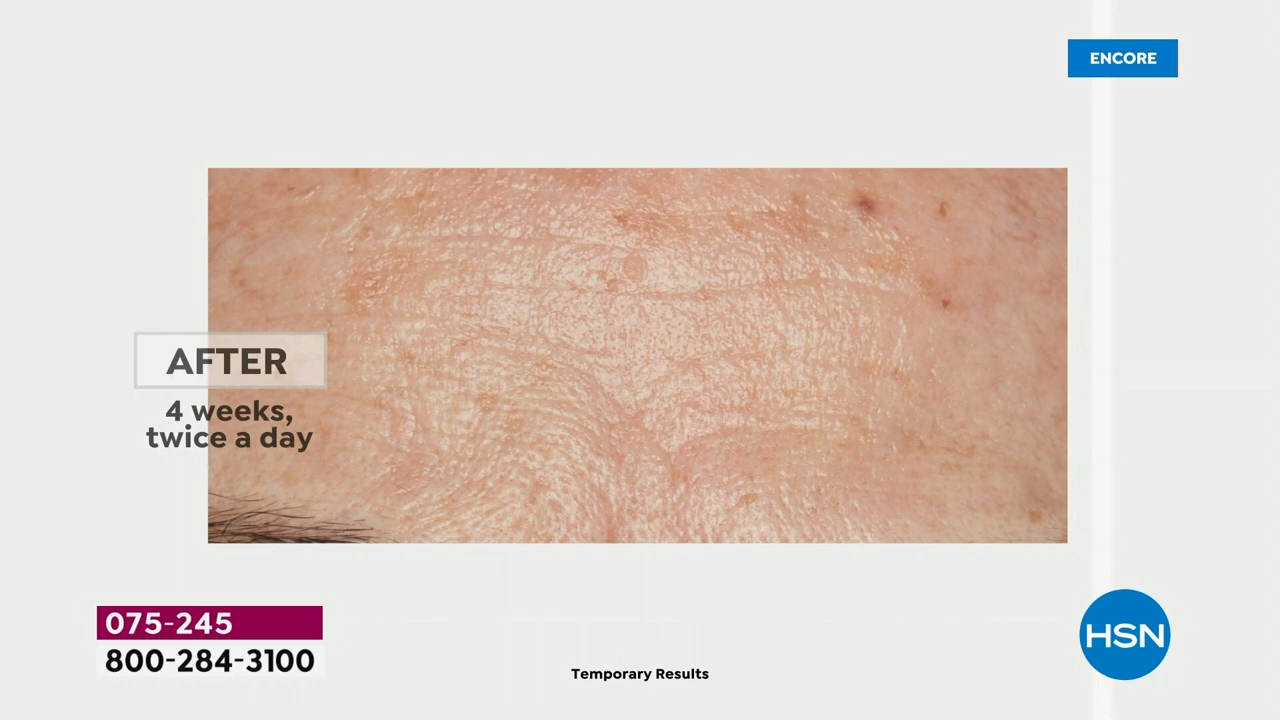 ENCORE
AFTER
4 weeks,
twice a day
075-245
800-284-3100
HSN
Temporary Results